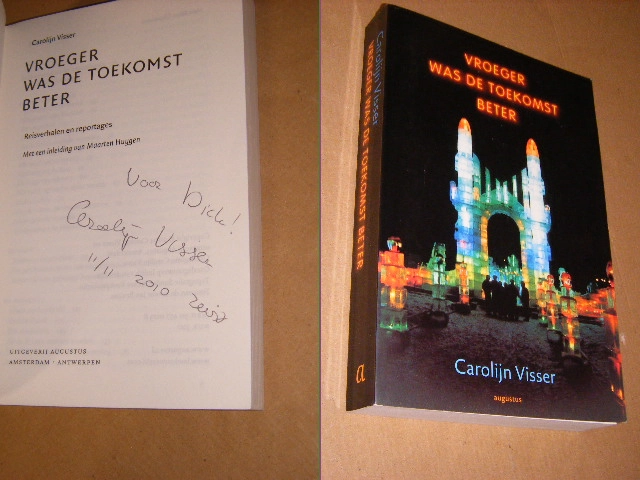 Carolijn Visser
VROEGER
WAS DE TOEKOMST
BETER
Reisverhalen en reportages
Met een inleiding van Maarten Huygen
Voor Dick!
Carolijn Visser
11/11 2010 Zeist
UITGEVERIJ AUGUSTUS
AMSTERDAM · ANTWERPEN
Carolijn Visser VROEGER WAS DE TOEKOMST BETER
a
VROEGER
WAS DE TOEKOMST
BETER
Carolijn Visser
augustus